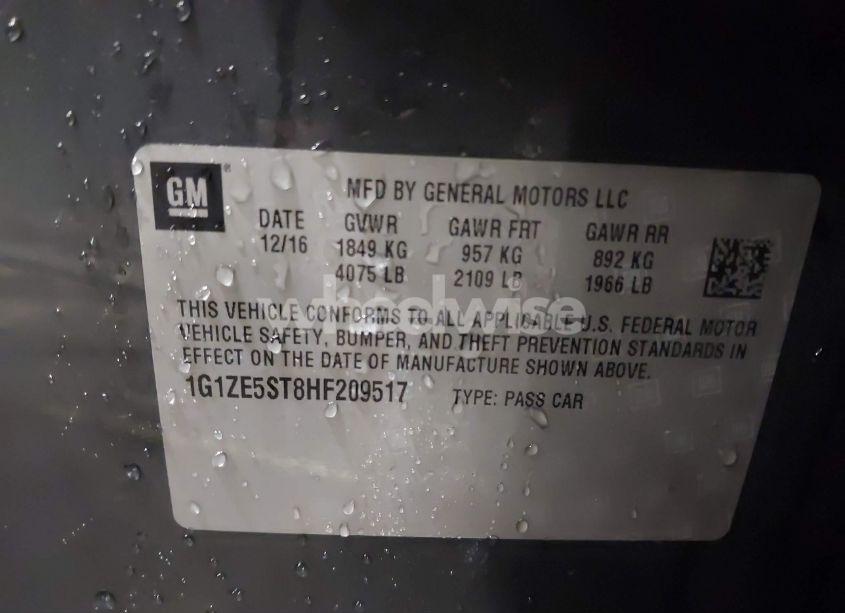 GM
MFD BY GENERAL MOTORS LLC
DATE GVWR GAWR FRT GAWR RR
12/16 1849 KG 957 KG 892 KG
4075 LB 2109 LB 1966 LB
THIS VEHICLE CONFORMS TO ALL APPLICABLE U.S. FEDERAL MOTOR
VEHICLE SAFETY, BUMPER, AND THEFT PREVENTION STANDARDS IN
EFFECT ON THE DATE OF MANUFACTURE SHOWN ABOVE.
1G1ZE5ST8HF209517 TYPE: PASS CAR